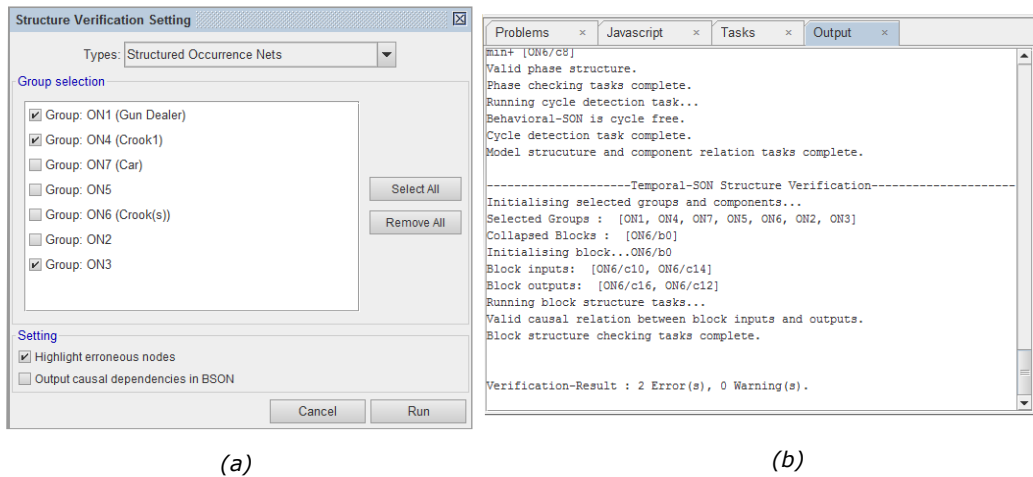 Structure Verification Setting
Types: Structured Occurrence Nets
Group selection
Group: ON1 (Gun Dealer)
Group: ON4 (Crook1)
Group: ON7 (Car)
Group: ON5
Group: ON6 (Crook(s))
Group: ON2
Group: ON3
Select All
Remove All
Setting
Highlight erroneous nodes
Output causal dependencies in BSON
Cancel Run
(a)
Problems × Javascript × Tasks × Output ×
min+ [ON6/c8]
Valid phase structure.
Phase checking tasks complete.
Running cycle detection task...
Behavioral-SON is cycle free.
Cycle detection task complete.
Model strucuture and component relation tasks complete.
---------------------Temporal-SON Structure Verification---------------------
Initialising selected groups and components...
Selected Groups : [ON1, ON4, ON7, ON5, ON6, ON2, ON3]
Collapsed Blocks : [ON6/b0]
Initialising block...ON6/b0
Block inputs: [ON6/c10, ON6/c14]
Block outputs: [ON6/c16, ON6/c12]
Running block structure tasks...
Valid causal relation between block inputs and outputs.
Block structure checking tasks complete.
Verification-Result : 2 Error(s), 0 Warning(s).
(b)